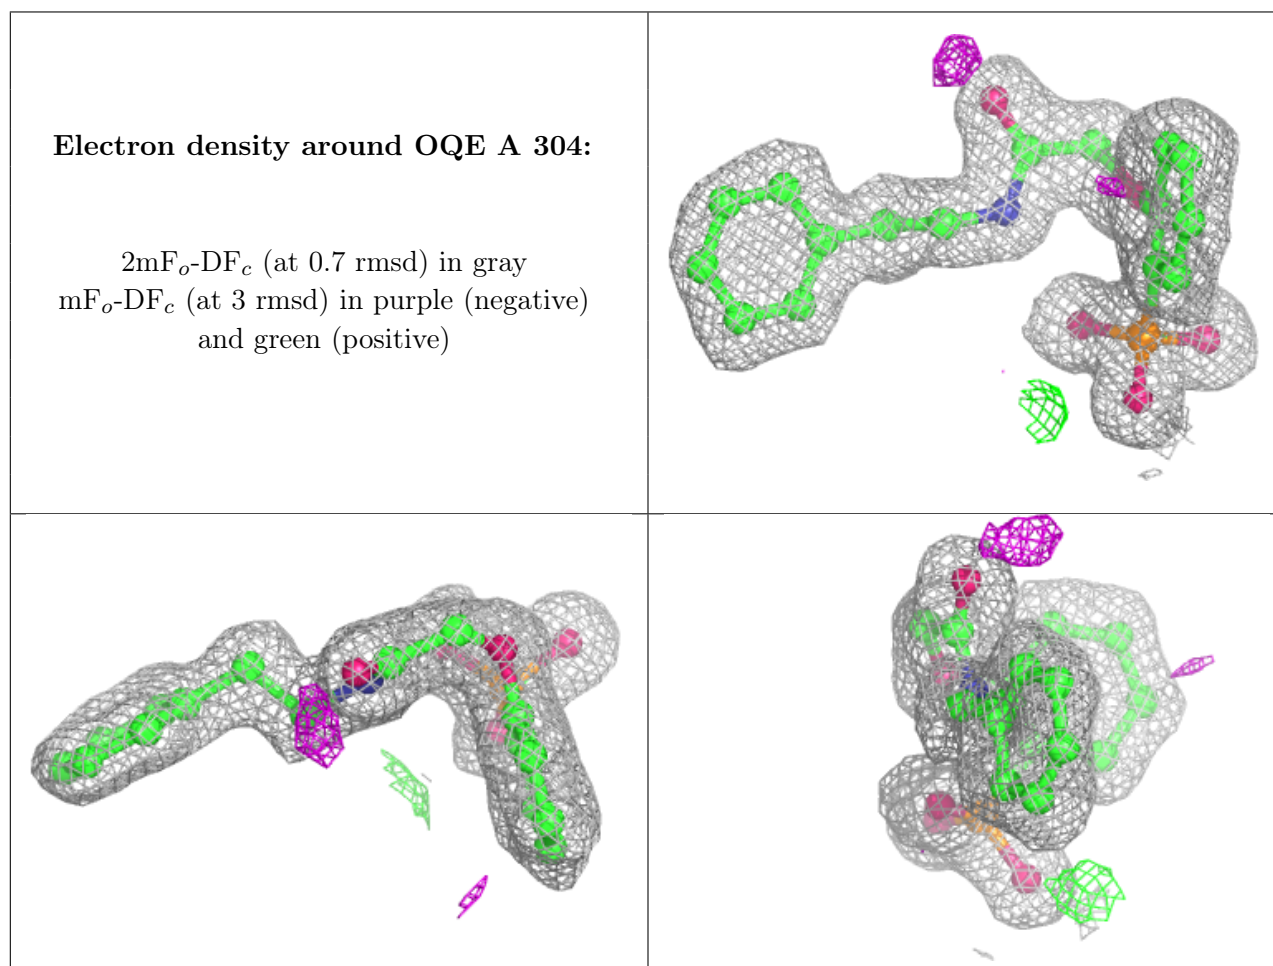 Electron density around OQE A 304:
2mFo-DFc (at 0.7 rmsd) in gray
mFo-DFc (at 3 rmsd) in purple (negative)
and green (positive)